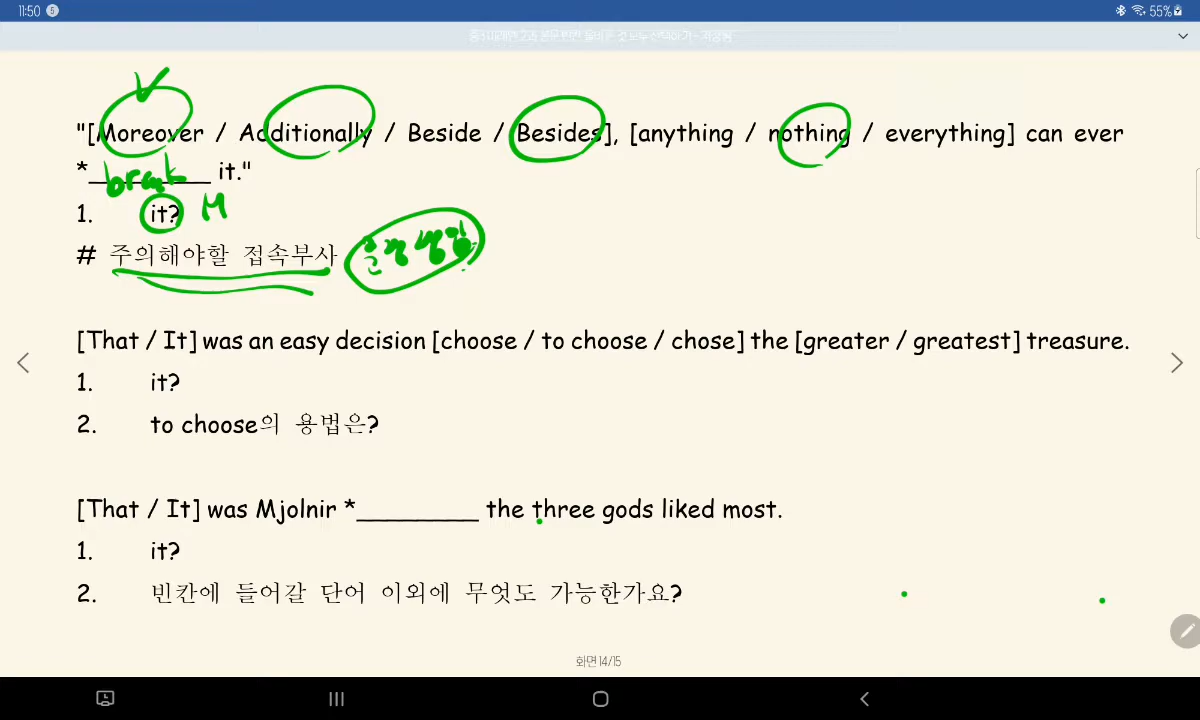 11:50 5 55%
"[Moreover / Additionally / Beside / Besides], [anything / nothing / everything] can ever
*__________ it."
break
1. it? M
# 주의해야할 접속부사
[That / It] was an easy decision [choose / to choose / chose] the [greater / greatest] treasure.
1. it?
2. to choose의 용법은?
[That / It] was Mjolnir *__________ the three gods liked most.
1. it?
2. 빈칸에 들어갈 단어 이외에 무엇도 가능한가요?
화면 14/15